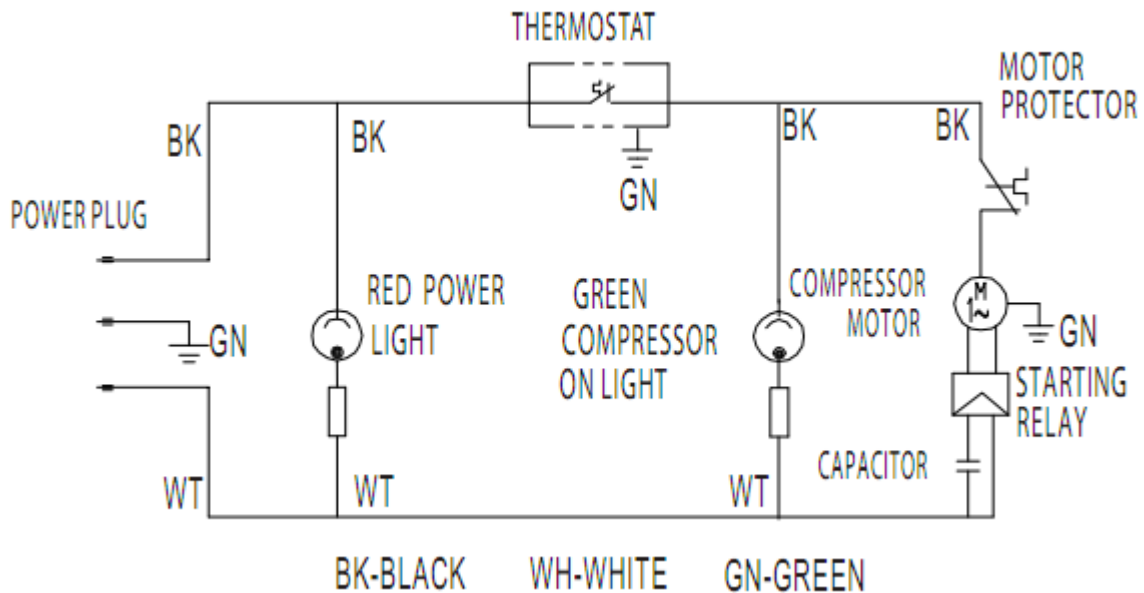 THERMOSTAT
MOTOR
PROTECTOR
BK
BK
BK
BK
GN
POWER PLUG
RED POWER
LIGHT
GREEN
COMPRESSOR
ON LIGHT
COMPRESSOR
MOTOR
M
1~
GN
GN
STARTING
RELAY
CAPACITOR
WT
WT
WT
BK-BLACK WH-WHITE GN-GREEN